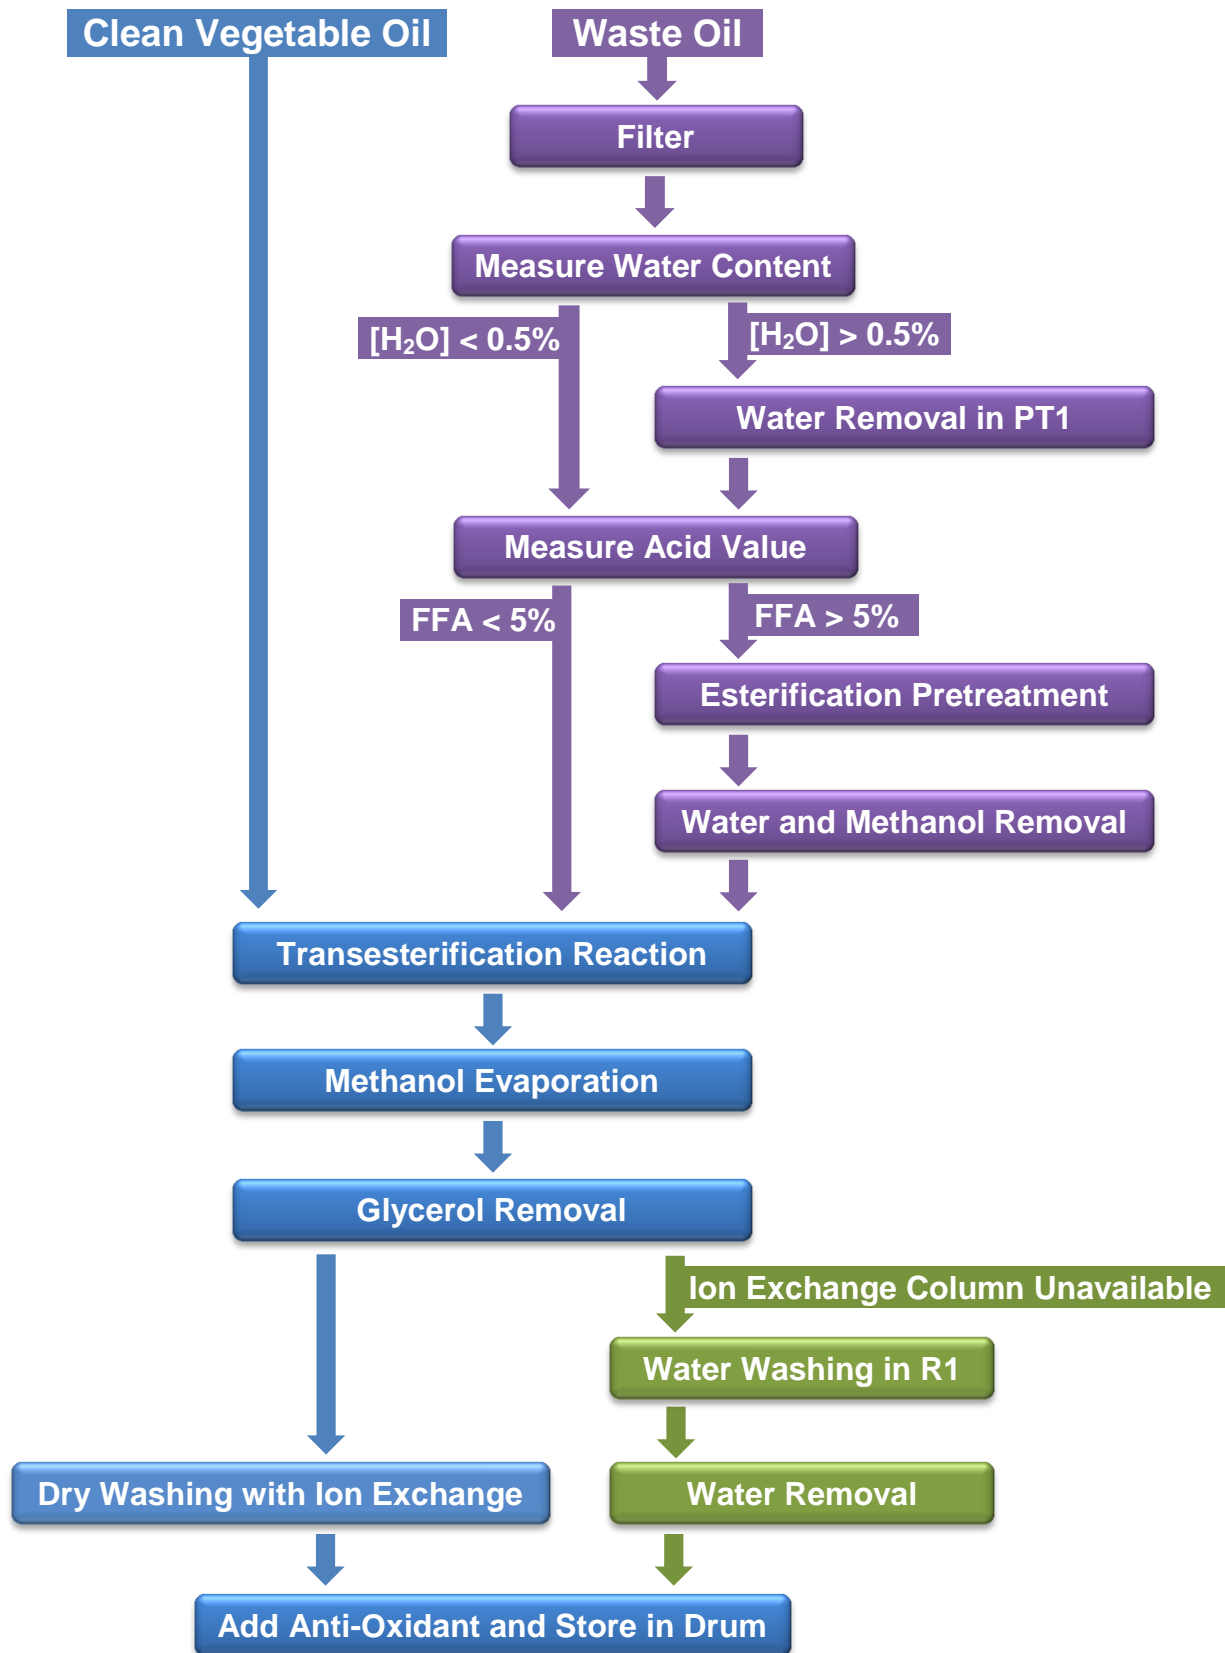 Clean Vegetable Oil
Waste Oil
Filter
Measure Water Content
[H₂O] < 0.5%
[H₂O] > 0.5%
Water Removal in PT1
Measure Acid Value
FFA < 5%
FFA > 5%
Esterification Pretreatment
Water and Methanol Removal
Transesterification Reaction
Methanol Evaporation
Glycerol Removal
Ion Exchange Column Unavailable
Water Washing in R1
Dry Washing with Ion Exchange
Water Removal
Add Anti-Oxidant and Store in Drum